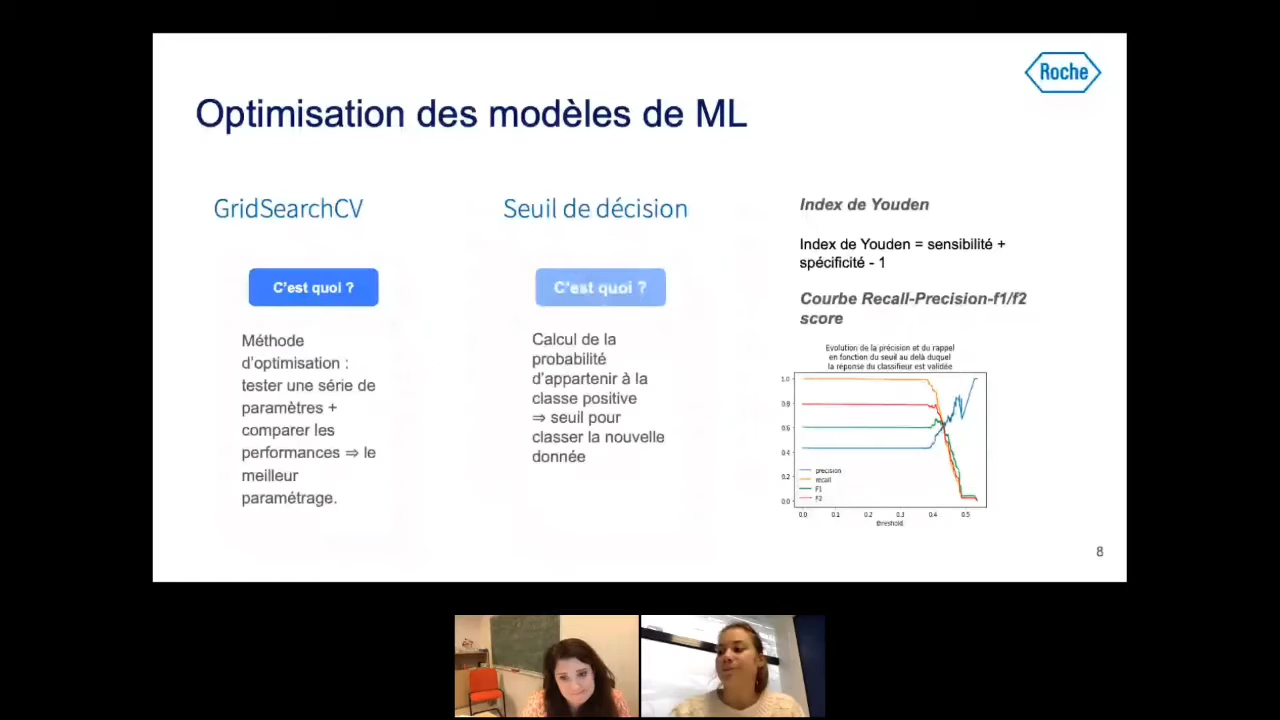 Roche
Optimisation des modèles de ML
GridSearchCV
C'est quoi ?
Méthode
d'optimisation :
tester une série de
paramètres +
comparer les
performances ⇒ le
meilleur
paramétrage.
Seuil de décision
C'est quoi ?
Calcul de la
probabilité
d'appartenir à la
classe positive
⇒ seuil pour
classer la nouvelle
donnée
Index de Youden
Index de Youden = sensibilité +
spécificité - 1
Courbe Recall-Precision-f1/f2
score
Evolution de la précision et du rappel
en fonction du seuil au delà duquel
la réponse du classifieur est validée
1.0
0.8
0.6
0.4
0.2
0.0
precision
recall
F1
F2
0.0 0.1 0.2 0.3 0.4 0.5
threshold
8